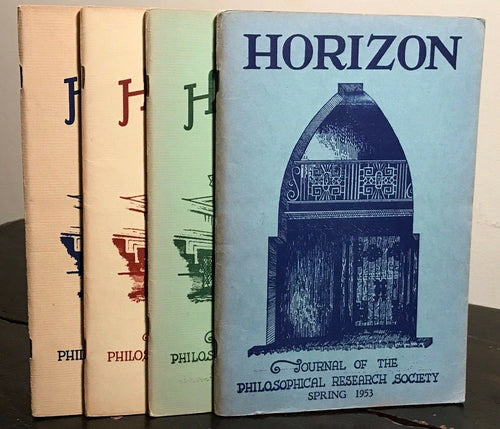 H
PHIL
H
PHILOS
H
PHILOS
HORIZON
JOURNAL OF THE
PHILOSOPHICAL RESEARCH SOCIETY
SPRING 1953